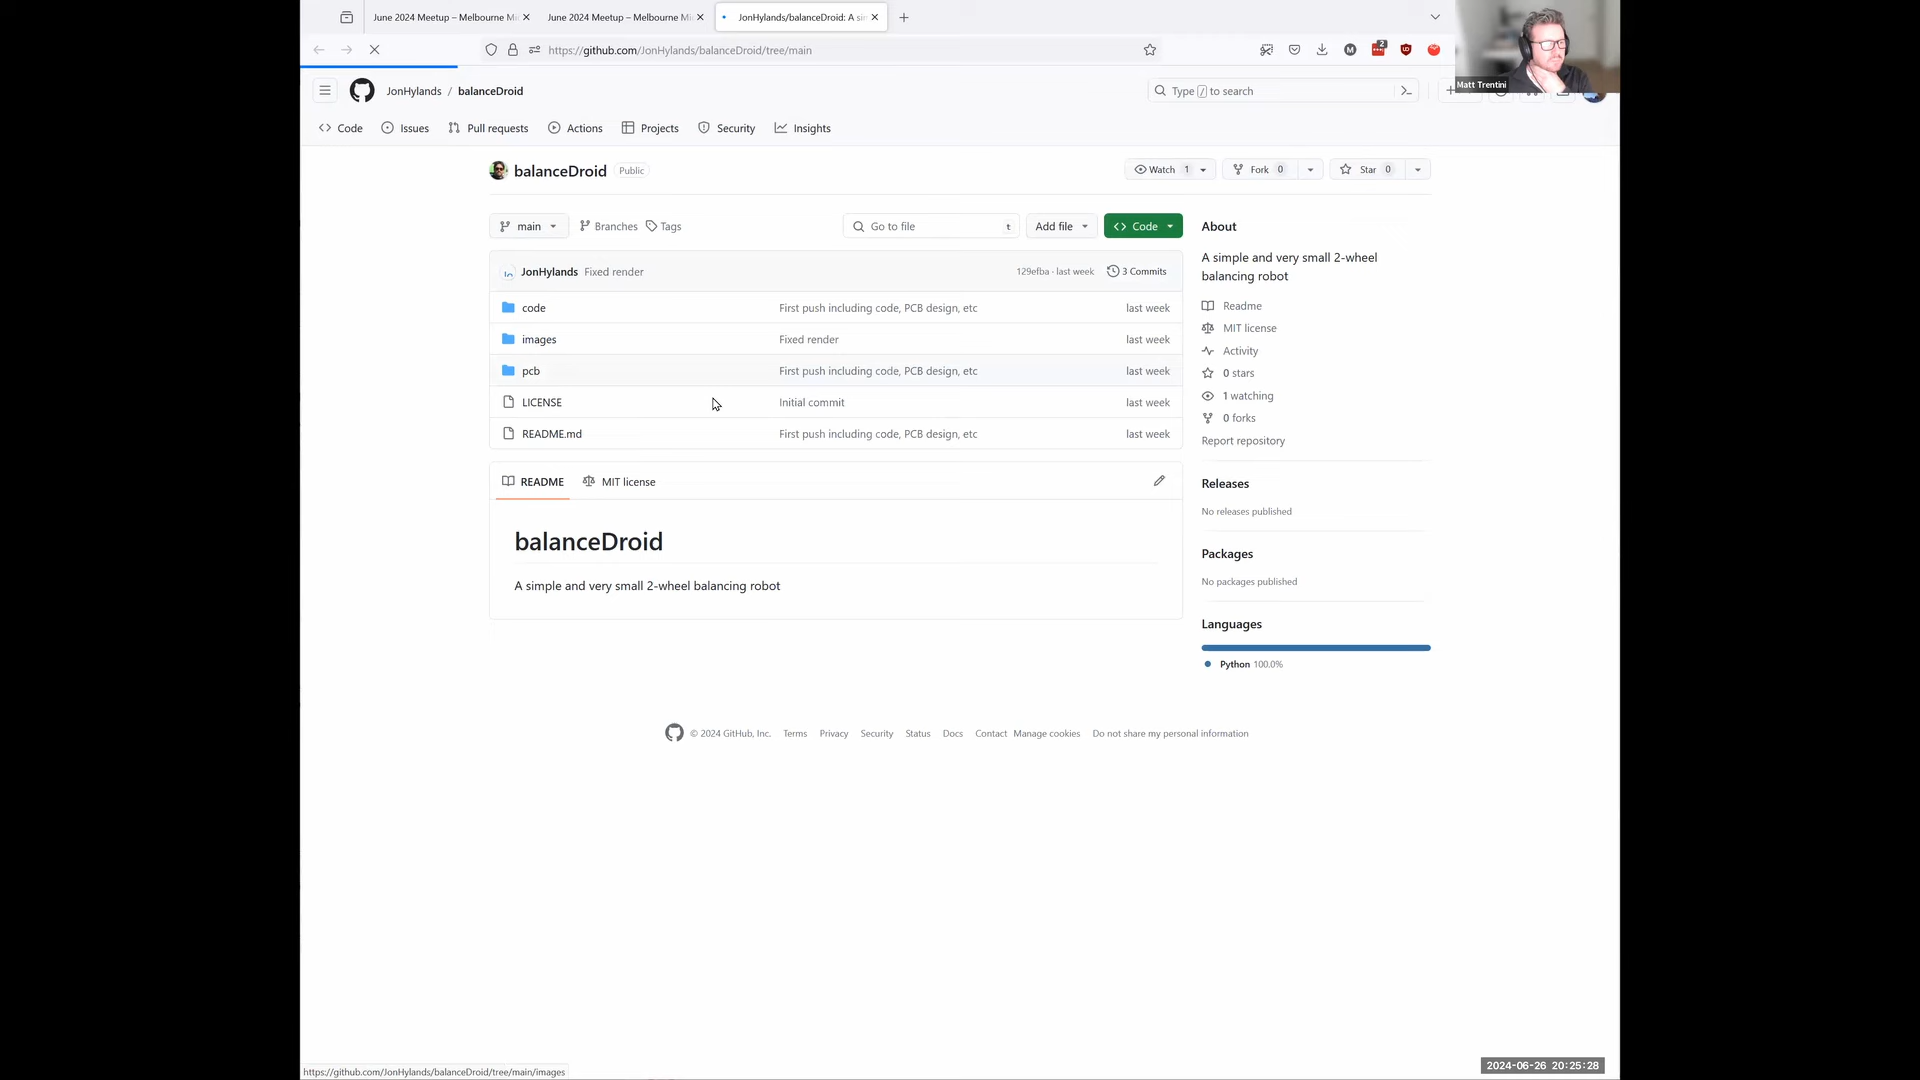 June 2024 Meetup – Melbourne Mi
June 2024 Meetup – Melbourne Mi
JonHylands/balanceDroid: A si
https://github.com/JonHylands/balanceDroid/tree/main
2
Matt Trentini
JonHylands / balanceDroid
Type / to search
Code
Issues
Pull requests
Actions
Projects
Security
Insights
balanceDroid
Public
Watch 1
Fork 0
Star 0
main
Branches
Tags
Go to file
t
Add file
Code
JonHylands Fixed render
129efba · last week
3 Commits
code First push including code, PCB design, etc last week
images Fixed render last week
pcb First push including code, PCB design, etc last week
LICENSE Initial commit last week
README.md First push including code, PCB design, etc last week
README
MIT license
balanceDroid
A simple and very small 2-wheel balancing robot
About
A simple and very small 2-wheel
balancing robot
Readme
MIT license
Activity
0 stars
1 watching
0 forks
Report repository
Releases
No releases published
Packages
No packages published
Languages
Python 100.0%
© 2024 GitHub, Inc. Terms Privacy Security Status Docs Contact Manage cookies Do not share my personal information
https://github.com/JonHylands/balanceDroid/tree/main/images
2024-06-26 20:25:28